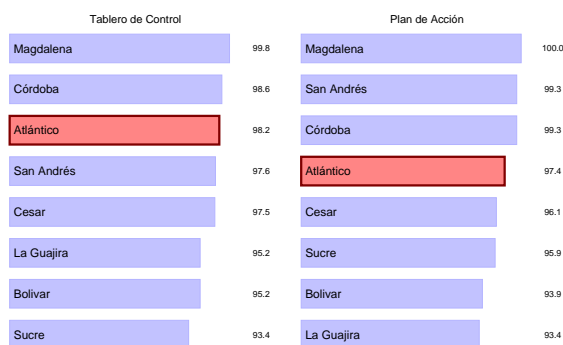 Tablero de Control
Magdalena 99.8
Córdoba 98.6
Atlántico 98.2
San Andrés 97.6
Cesar 97.5
La Guajira 95.2
Bolivar 95.2
Sucre 93.4
Plan de Acción
Magdalena 100.0
San Andrés 99.3
Córdoba 99.3
Atlántico 97.4
Cesar 96.1
Sucre 95.9
Bolivar 93.9
La Guajira 93.4